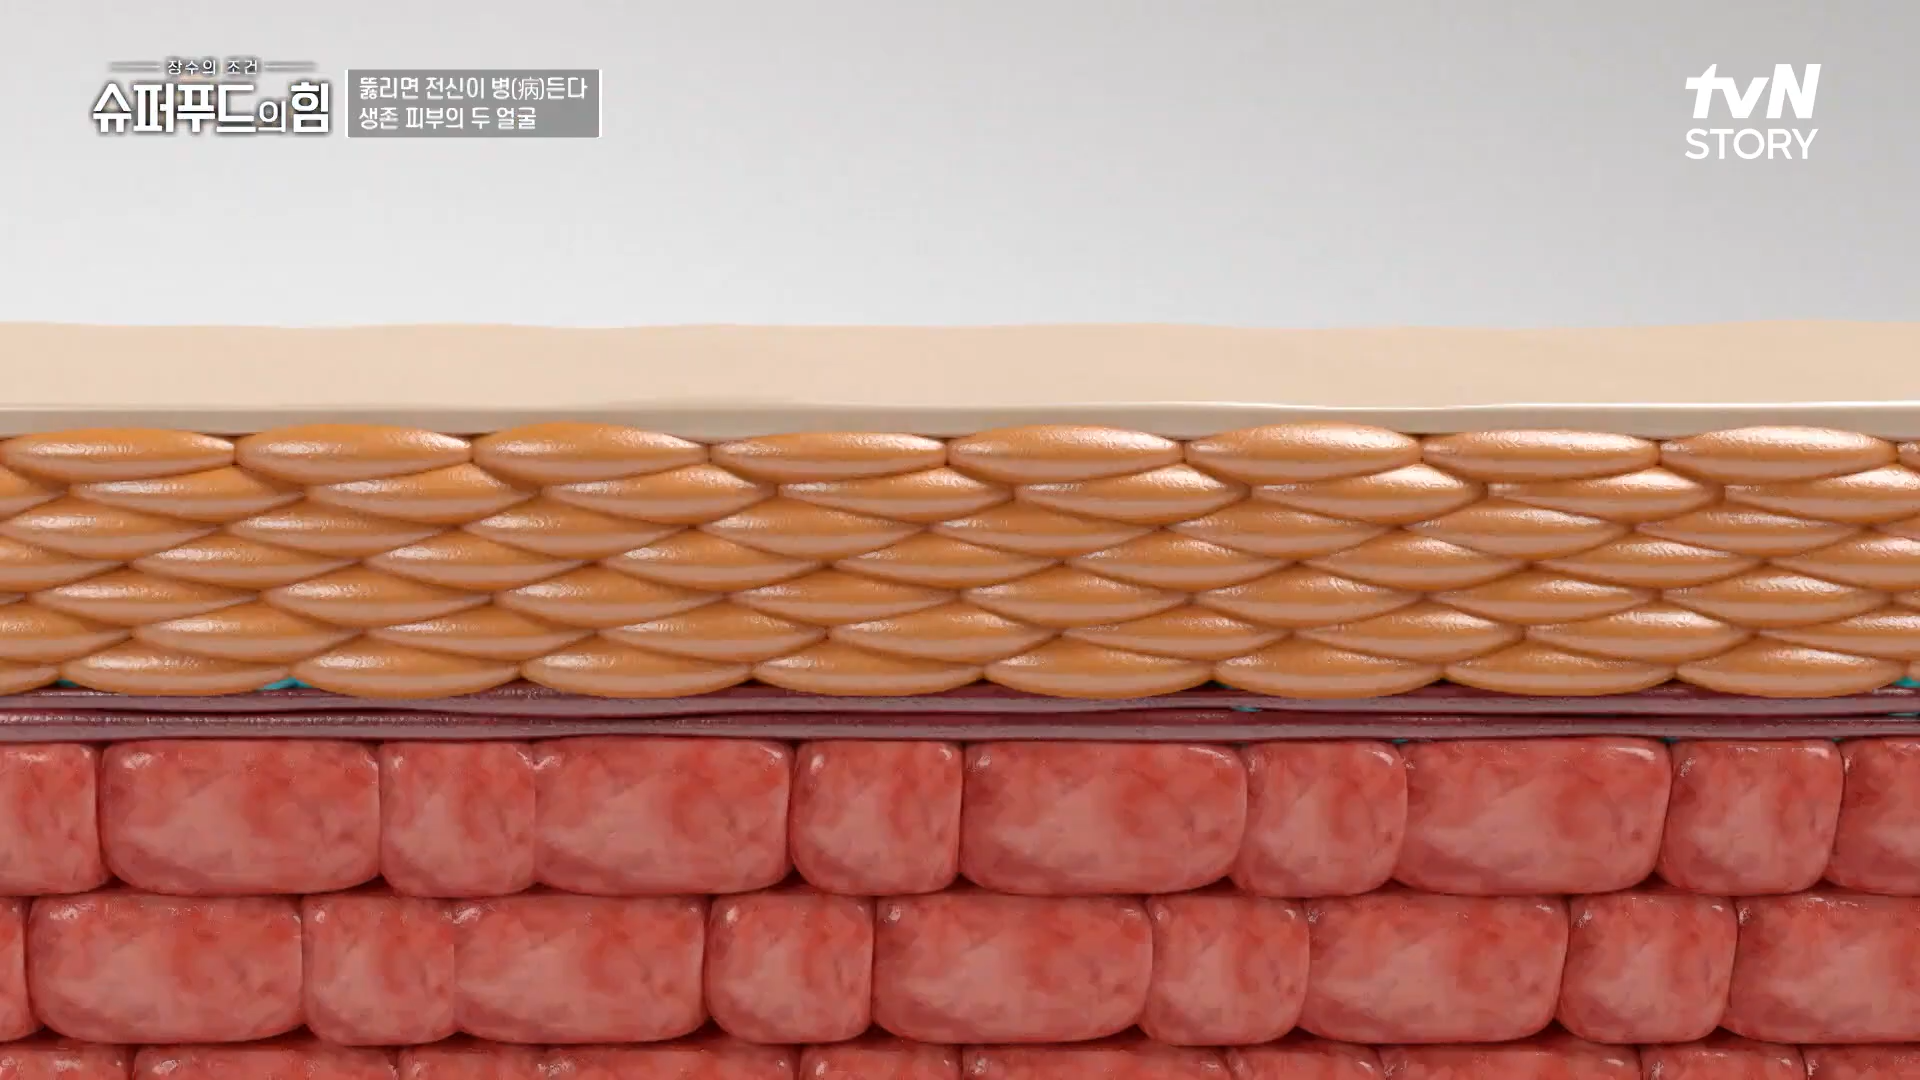 장수의 조건
슈퍼푸드의 힘
뚫리면 전신이 병(病)든다
생존 피부의 두 얼굴
tvN
STORY